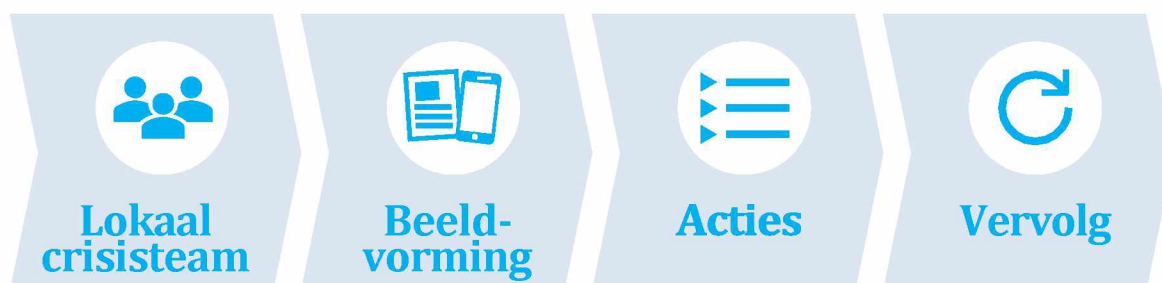 Lokaal
crisisteam
Beeld-
vorming
Acties
Vervolg